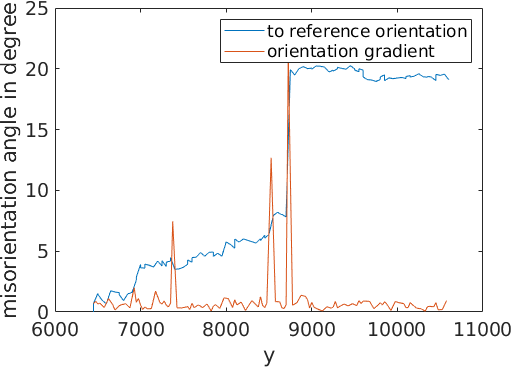 25
20
15
10
5
0
misorientation angle in degree
to reference orientation
orientation gradient
6000 7000 8000 9000 10000 11000
y